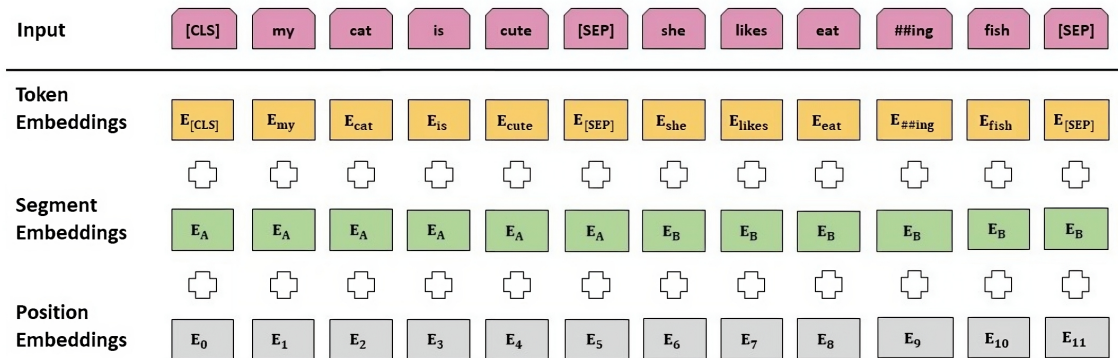 Input [CLS] my cat is cute [SEP] she likes eat ##ing fish [SEP]
Token
Embeddings
E[CLS] Emy Ecat Eis Ecute E[SEP] Eshe Elikes Eeat E##ing Efish E[SEP]
Segment
Embeddings
EA EA EA EA EA EA EB EB EB EB EB EB
Position
Embeddings
E0 E1 E2 E3 E4 E5 E6 E7 E8 E9 E10 E11